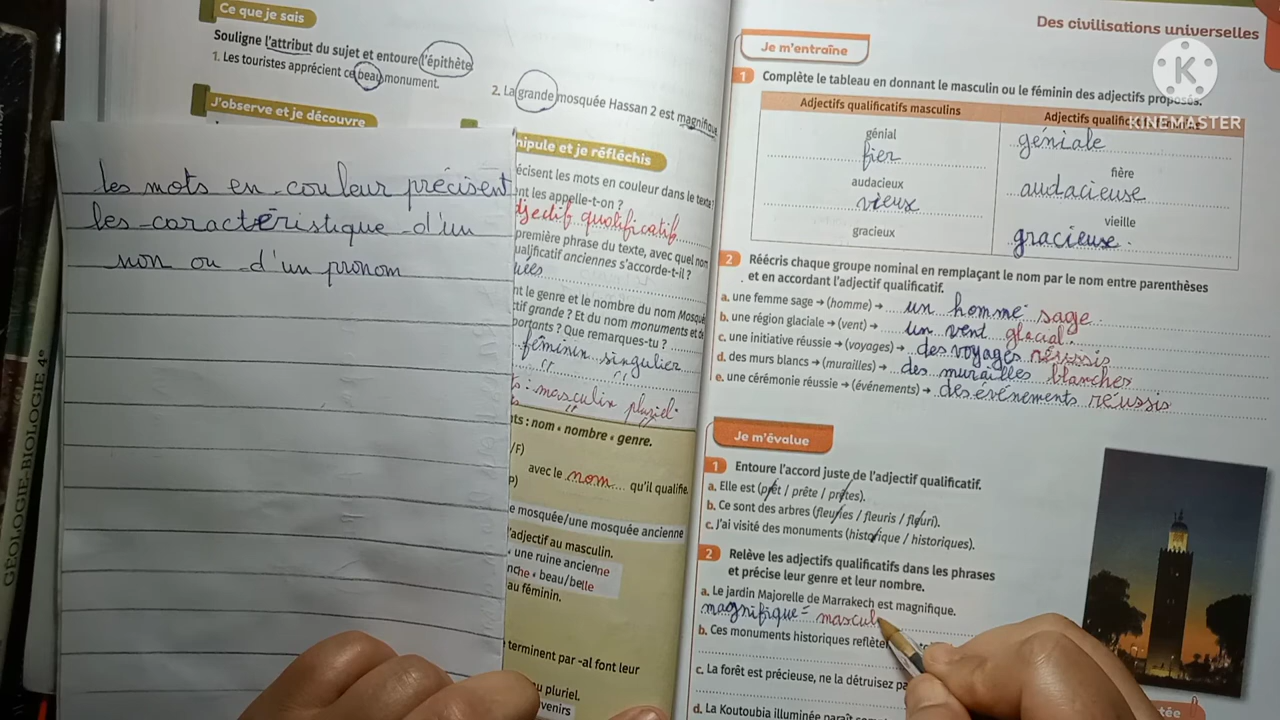 Ce que je sais
Souligne l'attribut du sujet et entoure l'épithète
1. Les touristes apprécient ce beau monument.
2. La grande mosquée Hassan 2 est magnifique
J'observe et je découvre
les mots en couleur précisent
les caractéristique d'un
non ou d'un pronom
GÉOLOGIE-BIOLOGIE 4e
nipule et je réfléchis
écisent les mots en couleur dans le texte
nt les appelle-t-on ?
djectif qualificatif
première phrase du texte, avec quel nom
ualificatif anciennes s'accorde-t-il ?
uées
nt le genre et le nombre du nom Mosquée
ctif grande ? Et du nom monuments et de
portants ? Que remarques-tu ?
féminin singulier
" "
: masculin pluriel
"
nts : nom • nombre • genre.
/F)
avec le nom qu'il qualifie.
P)
e mosquée/une mosquée ancienne
'adjectif au masculin.
une ruine ancienne
nche • beau/belle
au féminin.
terminent par -al font leur
u pluriel.
uvenirs
Des civilisations universelles
Je m'entraîne
1 Complète le tableau en donnant le masculin ou le féminin des adjectifs proposés.
Adjectifs qualificatifs masculins
Adjectifs qualific
KINEMASTER
K
génial
géniale
fier
fière
audacieux
audacieuse
vieux
vieille
gracieux
gracieuse.
2 Réécris chaque groupe nominal en remplaçant le nom par le nom entre parenthèses
et en accordant l'adjectif qualificatif.
a. une femme sage → (homme) → un homme sage
b. une région glaciale → (vent) → un vent glacial.
c. une initiative réussie → (voyages) → des voyages réussis
d. des murs blancs → (murailles) → des murailles blanches
e. une cérémonie réussie → (événements) → des événements réussis
Je m'évalue
1 Entoure l'accord juste de l'adjectif qualificatif.
a. Elle est (prêt / prête / prêtes).
b. Ce sont des arbres (fleuries / fleuris / fleuri).
c. J'ai visité des monuments (historique / historiques).
2 Relève les adjectifs qualificatifs dans les phrases
et précise leur genre et leur nombre.
a. Le jardin Majorelle de Marrakech est magnifique.
magnifique = mascul
b. Ces monuments historiques reflète
c. La forêt est précieuse, ne la détruisez pa
d. La Koutoubia illuminée paraît
tée